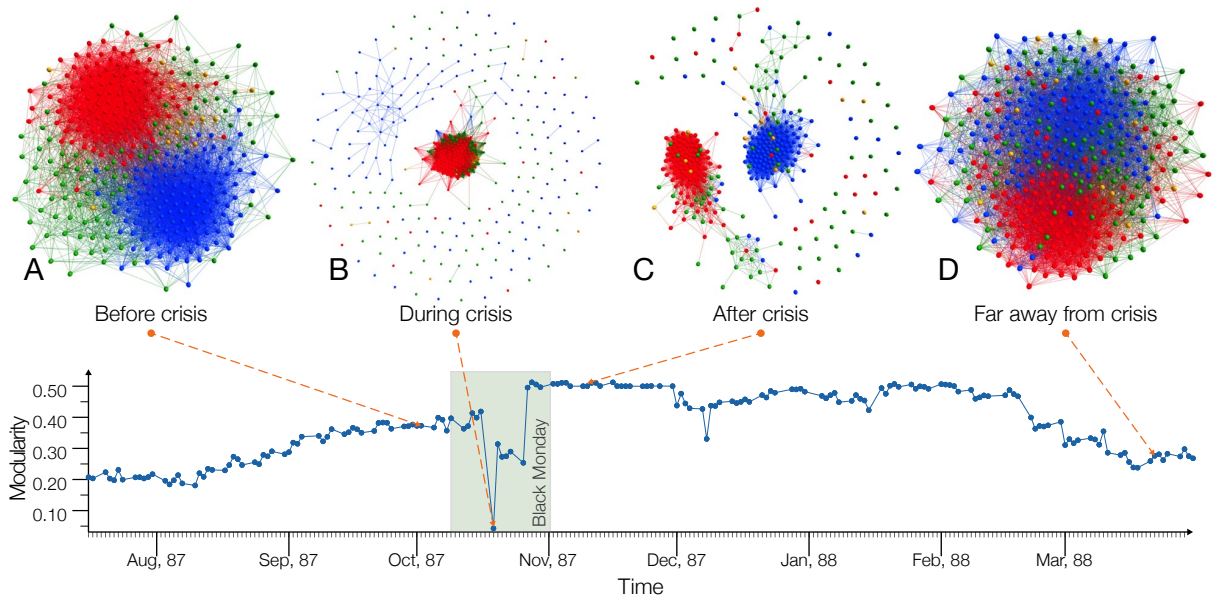 A
B
C
D
Before crisis
During crisis
After crisis
Far away from crisis
Modularity
0.50
0.40
0.30
0.20
0.10
Black Monday
Aug, 87
Sep, 87
Oct, 87
Nov, 87
Dec, 87
Jan, 88
Feb, 88
Mar, 88
Time